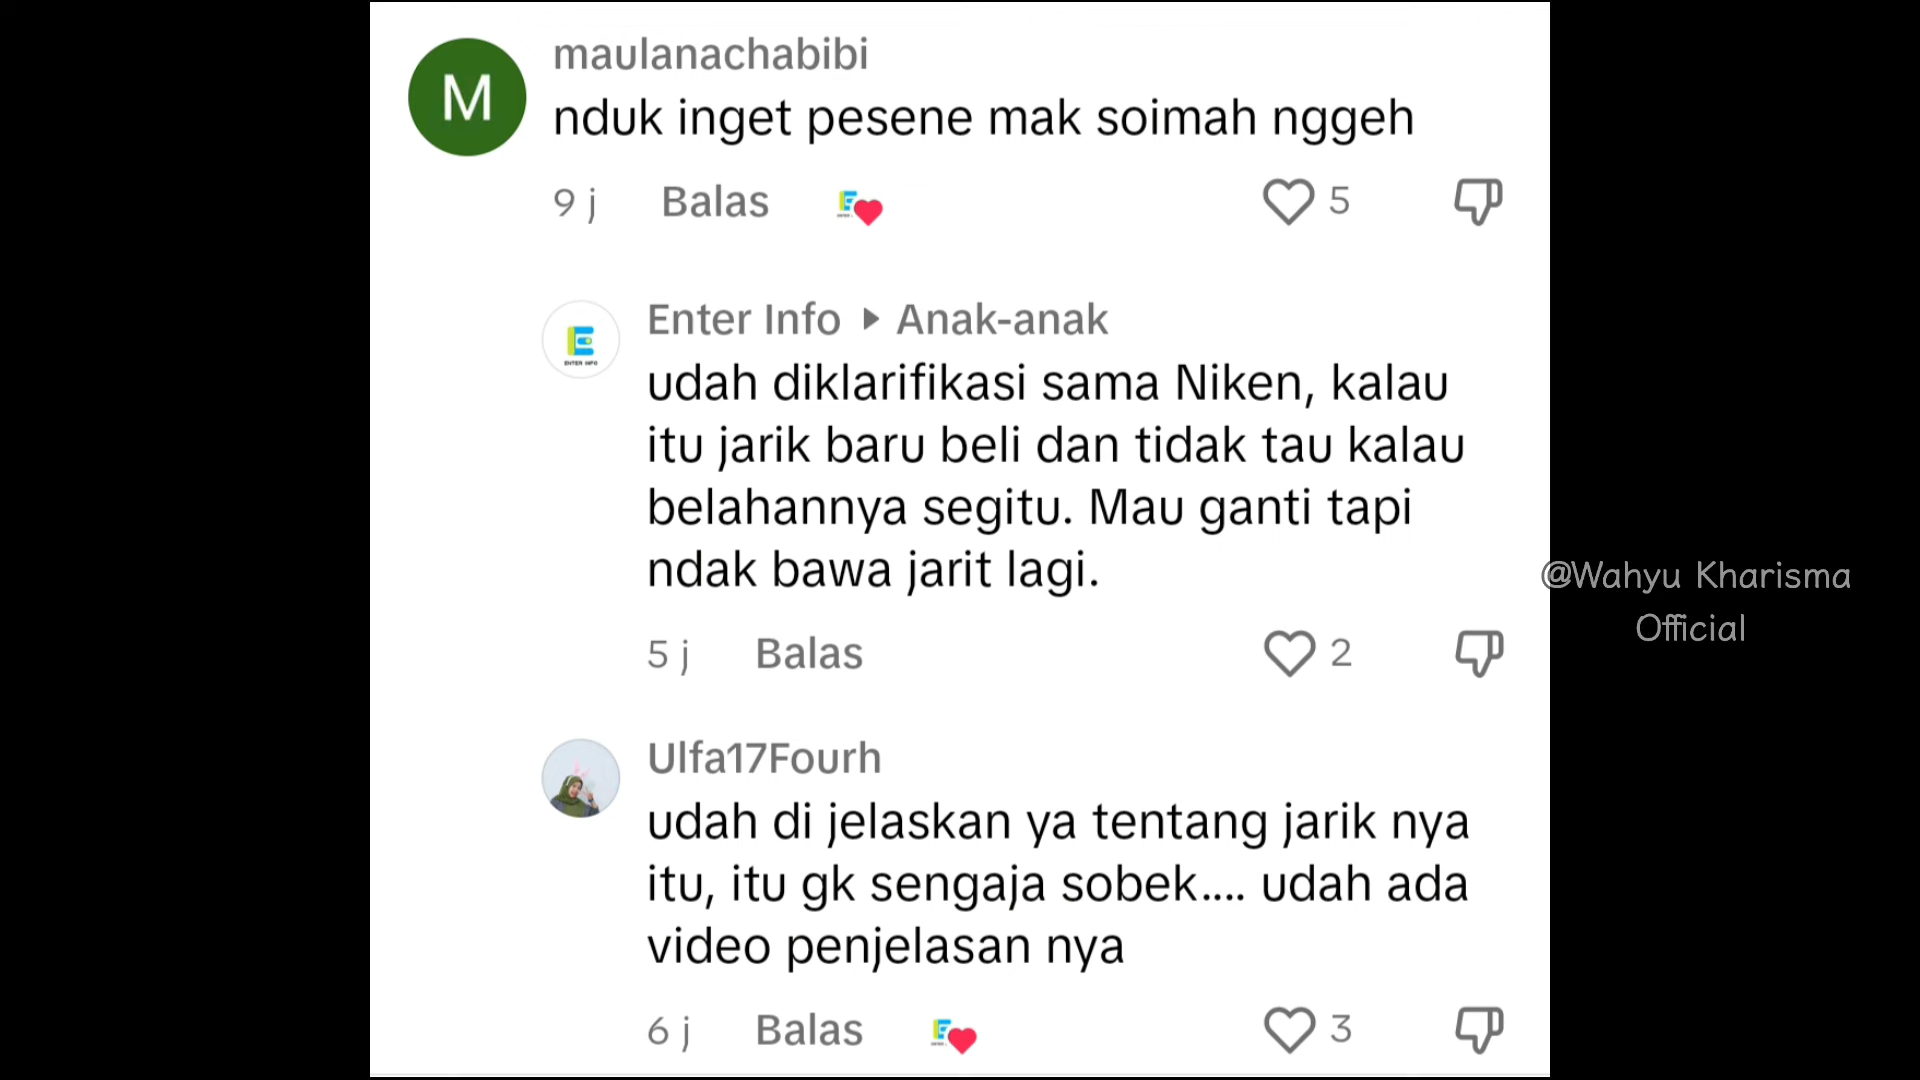 M
maulanachabibi
nduk inget pesene mak soimah nggeh
9 j Balas 5
Enter Info ▸ Anak-anak
ENTER INFO
udah diklarifikasi sama Niken, kalau
itu jarik baru beli dan tidak tau kalau
belahannya segitu. Mau ganti tapi
ndak bawa jarit lagi.
5 j Balas 2
@Wahyu Kharisma
Official
Ulfa17Fourh
udah di jelaskan ya tentang jarik nya
itu, itu gk sengaja sobek.... udah ada
video penjelasan nya
6 j Balas 3